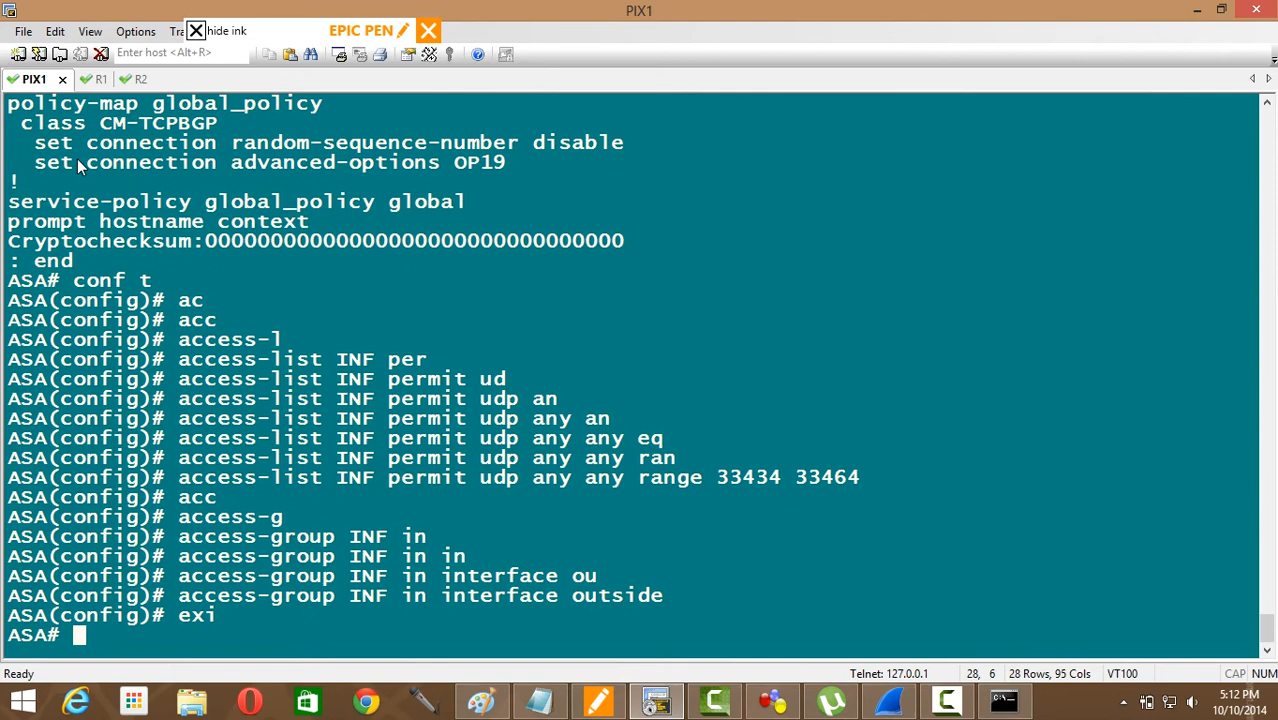 PIX1
File Edit View Options Tra
hide ink
EPIC PEN
Enter host <Alt+R>
PIX1 R1 R2
policy-map global_policy
class CM-TCPBGP
set connection random-sequence-number disable
set connection advanced-options OP19
!
service-policy global_policy global
prompt hostname context
Cryptochecksum:00000000000000000000000000000000
: end
ASA# conf t
ASA(config)# ac
ASA(config)# acc
ASA(config)# access-l
ASA(config)# access-list INF per
ASA(config)# access-list INF permit ud
ASA(config)# access-list INF permit udp an
ASA(config)# access-list INF permit udp any an
ASA(config)# access-list INF permit udp any any eq
ASA(config)# access-list INF permit udp any any ran
ASA(config)# access-list INF permit udp any any range 33434 33464
ASA(config)# acc
ASA(config)# access-g
ASA(config)# access-group INF in
ASA(config)# access-group INF in in
ASA(config)# access-group INF in interface ou
ASA(config)# access-group INF in interface outside
ASA(config)# exi
ASA#
Ready Telnet: 127.0.0.1 28, 6 28 Rows, 95 Cols VT100 CAP NUM
5:12 PM
10/10/2014